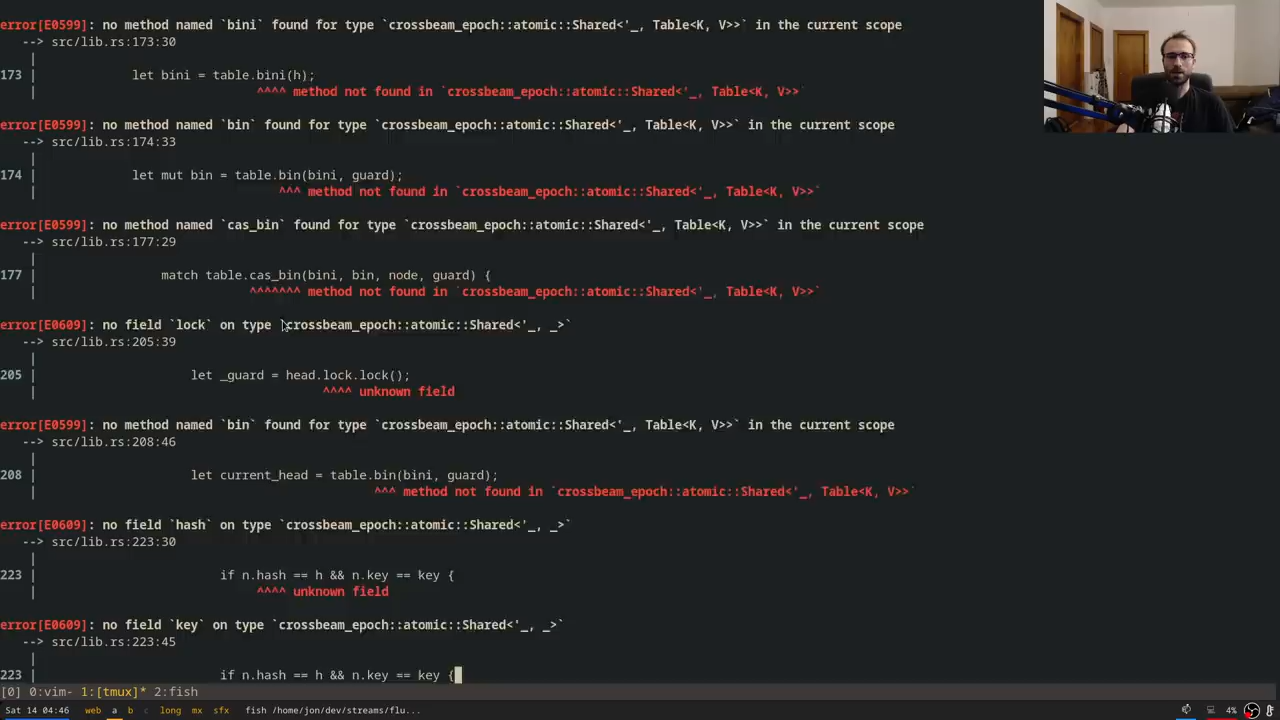 error[E0599]: no method named `bini` found for type `crossbeam_epoch::atomic::Shared<'_, Table<K, V>>` in the current scope
--> src/lib.rs:173:30
|
173 | let bini = table.bini(h);
| ^^^^ method not found in `crossbeam_epoch::atomic::Shared<'_, Table<K, V>>`
error[E0599]: no method named `bin` found for type `crossbeam_epoch::atomic::Shared<'_, Table<K, V>>` in the current scope
--> src/lib.rs:174:33
|
174 | let mut bin = table.bin(bini, guard);
| ^^^ method not found in `crossbeam_epoch::atomic::Shared<'_, Table<K, V>>`
error[E0599]: no method named `cas_bin` found for type `crossbeam_epoch::atomic::Shared<'_, Table<K, V>>` in the current scope
--> src/lib.rs:177:29
|
177 | match table.cas_bin(bini, bin, node, guard) {
| ^^^^^^^ method not found in `crossbeam_epoch::atomic::Shared<'_, Table<K, V>>`
error[E0609]: no field `lock` on type `crossbeam_epoch::atomic::Shared<'_, _>`
--> src/lib.rs:205:39
|
205 | let _guard = head.lock.lock();
| ^^^^ unknown field
error[E0599]: no method named `bin` found for type `crossbeam_epoch::atomic::Shared<'_, Table<K, V>>` in the current scope
--> src/lib.rs:208:46
|
208 | let current_head = table.bin(bini, guard);
| ^^^ method not found in `crossbeam_epoch::atomic::Shared<'_, Table<K, V>>`
error[E0609]: no field `hash` on type `crossbeam_epoch::atomic::Shared<'_, _>`
--> src/lib.rs:223:30
|
223 | if n.hash == h && n.key == key {
| ^^^^ unknown field
error[E0609]: no field `key` on type `crossbeam_epoch::atomic::Shared<'_, _>`
--> src/lib.rs:223:45
|
223 | if n.hash == h && n.key == key {
[0] 0:vim- 1:[tmux]* 2:fish
Sat 14 04:46 web a b c long mx sfx fish /home/jon/dev/streams/flu... 4%